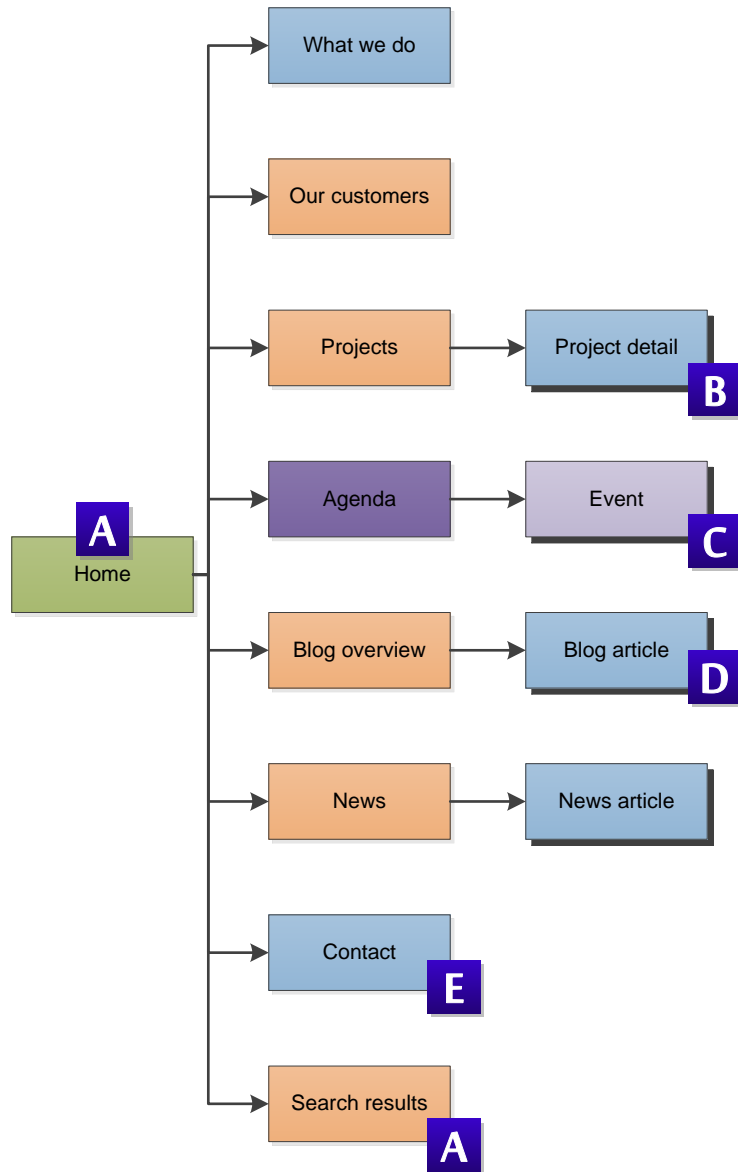 What we do
Our customers
Projects
Project detail
B
Agenda
Event
C
A
Home
Blog overview
Blog article
D
News
News article
Contact
E
Search results
A